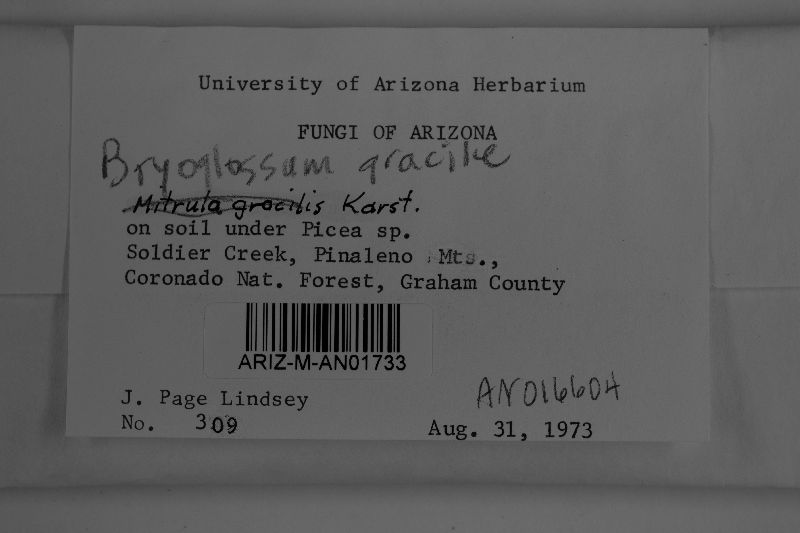 University of Arizona Herbarium
FUNGI OF ARIZONA
Bryoglossum gracile
Mitrula gracilis Karst.
on soil under Picea sp.
Soldier Creek, Pinaleno Mts.,
Coronado Nat. Forest, Graham County
ARIZ-M-AN01733
J. Page Lindsey
AN016604
No. 309
Aug. 31, 1973